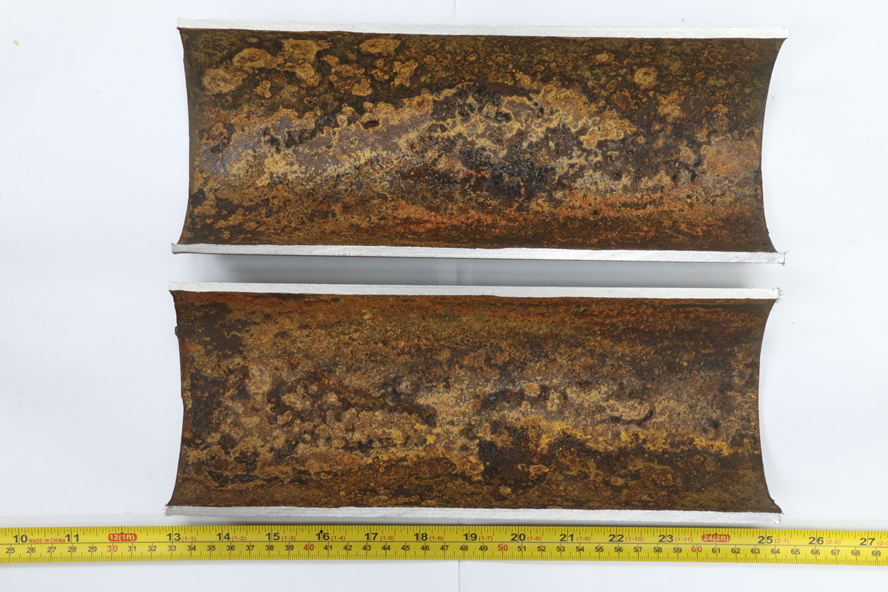 10 MADE IN CHINA 11 12(1ft) 13(1-1) 14(1-2) 15(1-3) 16(1-4) 17(1-5) 18(1-6) 19(1-7) 20(1-8) 21(1-9) 22(1-10) 23(1-11) 24(2ft) 25(2-1) 26(2-2) 27
25 26 27 28 29 30 31 32 33 34 35 36 37 38 39 40 41 42 43 44 45 46 47 48 49 50 51 52 53 54 55 56 57 58 59 60 61 62 63 64 65 66 67 68 69